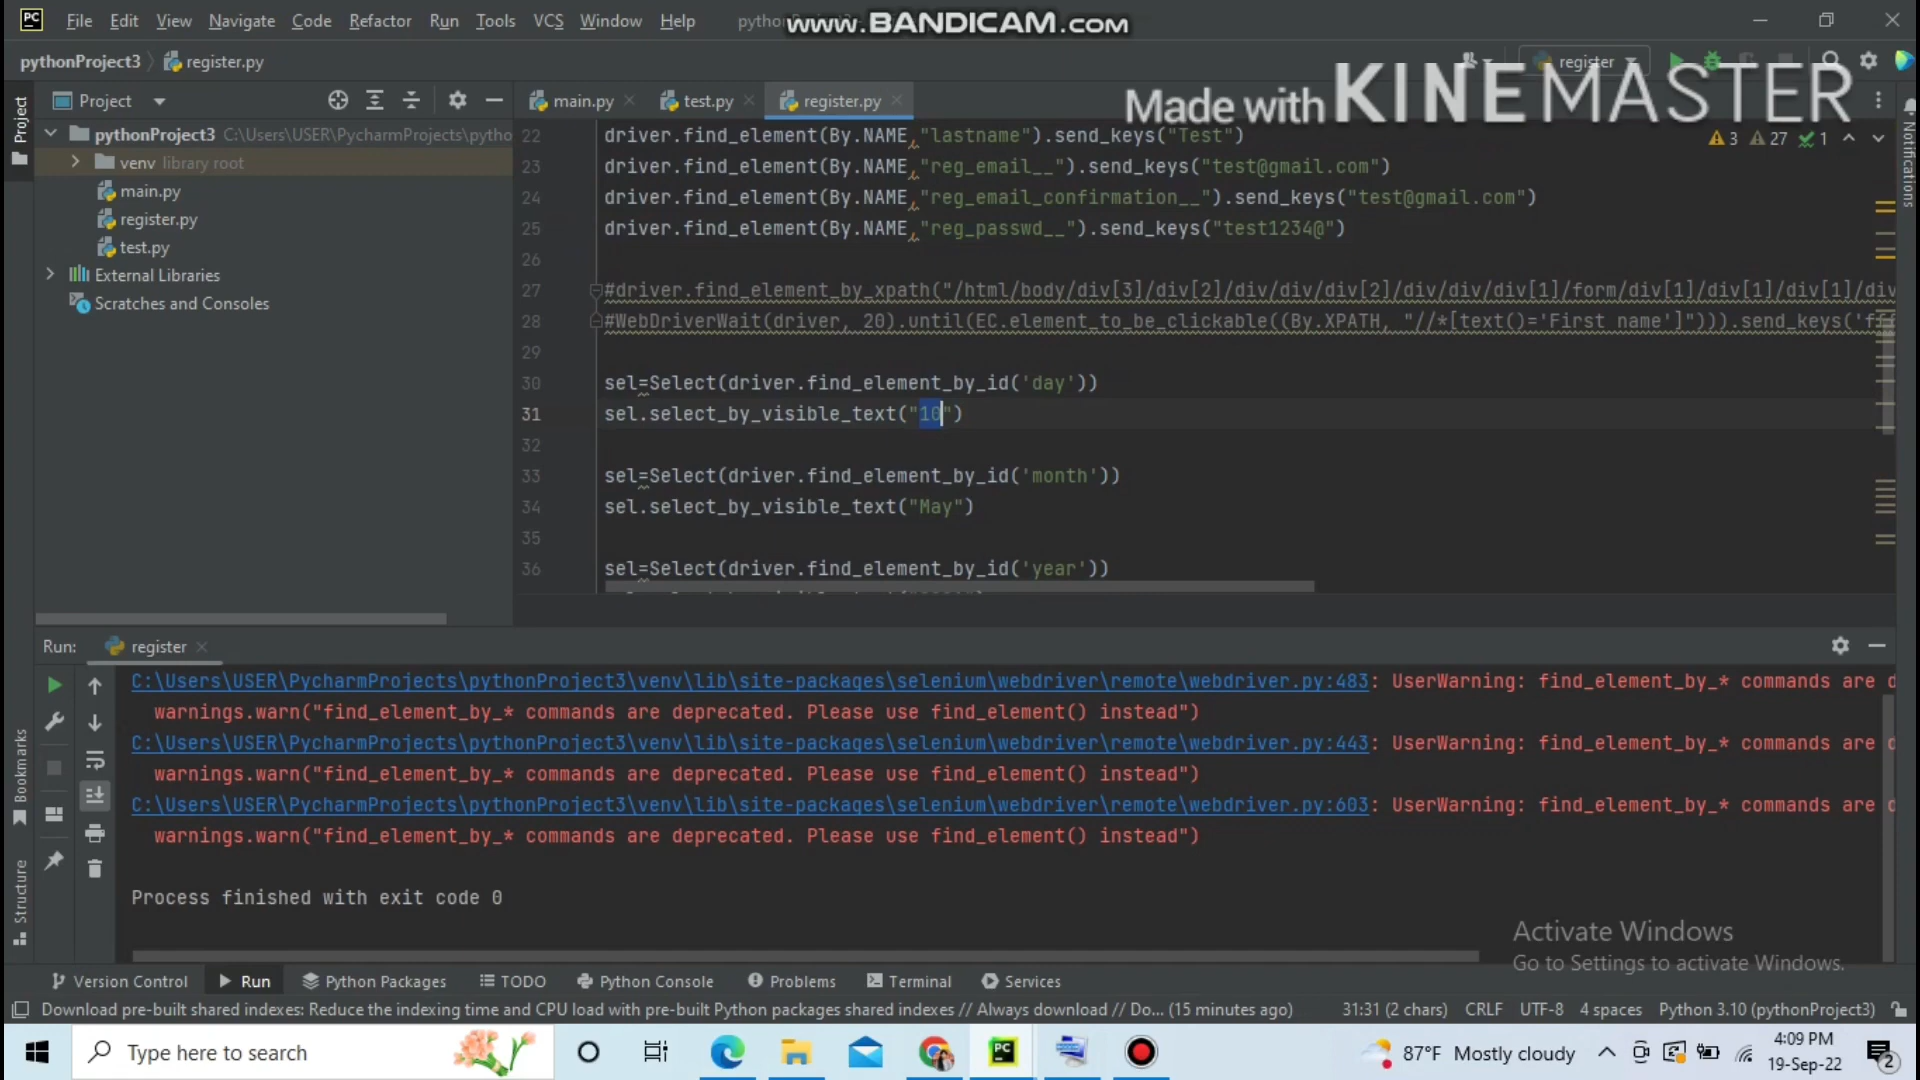 File Edit View Navigate Code Refactor Run Tools VCS Window Help
www.BANDICAM.com
pythonProject3 register.py
register
Made with KINEMASTER
Project
main.py test.py register.py
pythonProject3 C:\Users\USER\PycharmProjects\pytho
venv library root
main.py
register.py
test.py
External Libraries
Scratches and Consoles
3 27 1
22 driver.find_element(By.NAME,"lastname").send_keys("Test")
23 driver.find_element(By.NAME,"reg_email__").send_keys("test@gmail.com")
24 driver.find_element(By.NAME,"reg_email_confirmation__").send_keys("test@gmail.com")
25 driver.find_element(By.NAME,"reg_passwd__").send_keys("test1234@")
26
27 #driver.find_element_by_xpath("/html/body/div[3]/div[2]/div/div/div[2]/div/div/div[1]/form/div[1]/div[1]/div[1]/div
28 #WebDriverWait(driver, 20).until(EC.element_to_be_clickable((By.XPATH, "//*[text()='First name']"))).send_keys('fff
29
30 sel=Select(driver.find_element_by_id('day'))
31 sel.select_by_visible_text("10")
32
33 sel=Select(driver.find_element_by_id('month'))
34 sel.select_by_visible_text("May")
35
36 sel=Select(driver.find_element_by_id('year'))
Project
Notifications
Bookmarks
Structure
Run: register
C:\Users\USER\PycharmProjects\pythonProject3\venv\lib\site-packages\selenium\webdriver\remote\webdriver.py:483: UserWarning: find_element_by_* commands are d
warnings.warn("find_element_by_* commands are deprecated. Please use find_element() instead")
C:\Users\USER\PycharmProjects\pythonProject3\venv\lib\site-packages\selenium\webdriver\remote\webdriver.py:443: UserWarning: find_element_by_* commands are d
warnings.warn("find_element_by_* commands are deprecated. Please use find_element() instead")
C:\Users\USER\PycharmProjects\pythonProject3\venv\lib\site-packages\selenium\webdriver\remote\webdriver.py:603: UserWarning: find_element_by_* commands are d
warnings.warn("find_element_by_* commands are deprecated. Please use find_element() instead")
Process finished with exit code 0
Activate Windows
Go to Settings to activate Windows.
Version Control Run Python Packages TODO Python Console Problems Terminal Services
Download pre-built shared indexes: Reduce the indexing time and CPU load with pre-built Python packages shared indexes // Always download // Do... (15 minutes ago) 31:31 (2 chars) CRLF UTF-8 4 spaces Python 3.10 (pythonProject3)
Type here to search
87°F Mostly cloudy
4:09 PM
19-Sep-22
2